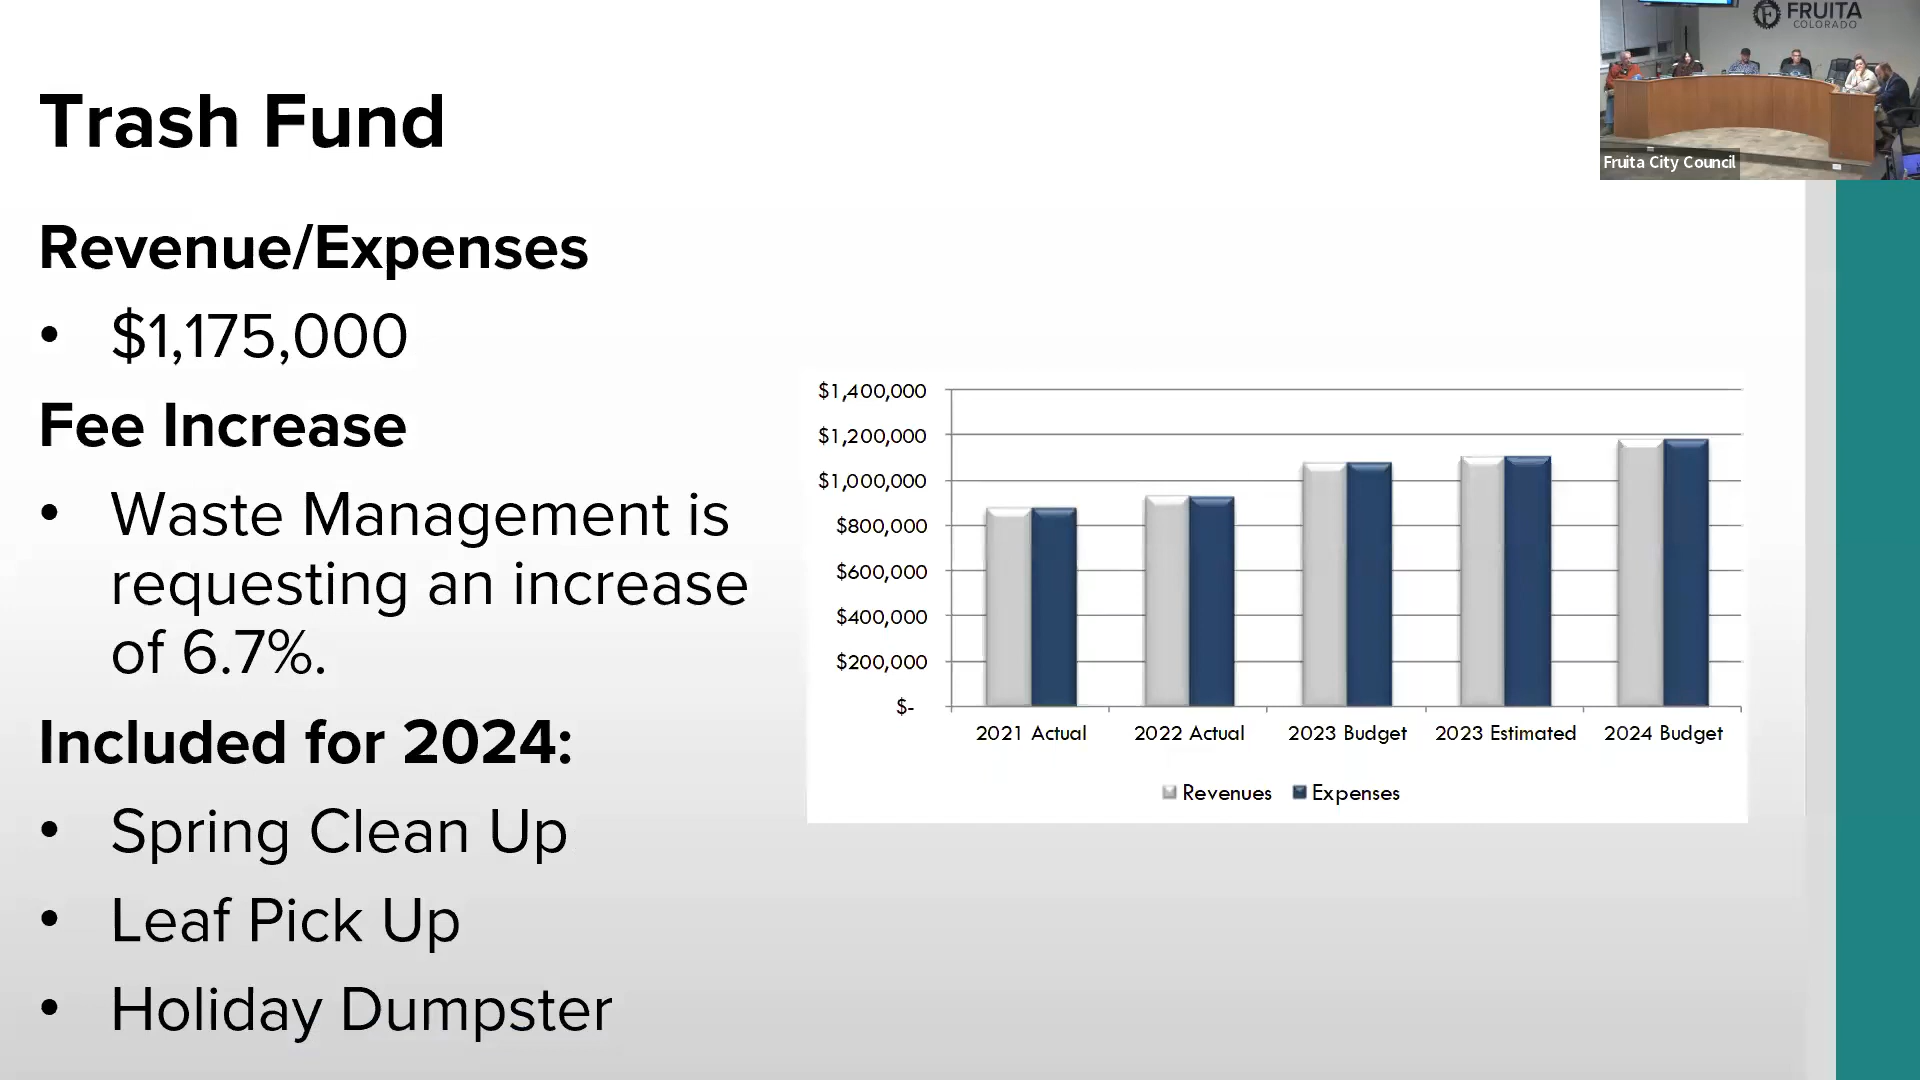 FRUITA
COLORADO
Fruita City Council
Trash Fund
Revenue/Expenses
• $1,175,000
Fee Increase
• Waste Management is
requesting an increase
of 6.7%.
Included for 2024:
• Spring Clean Up
• Leaf Pick Up
• Holiday Dumpster
$1,400,000
$1,200,000
$1,000,000
$800,000
$600,000
$400,000
$200,000
$-
2021 Actual 2022 Actual 2023 Budget 2023 Estimated 2024 Budget
Revenues Expenses